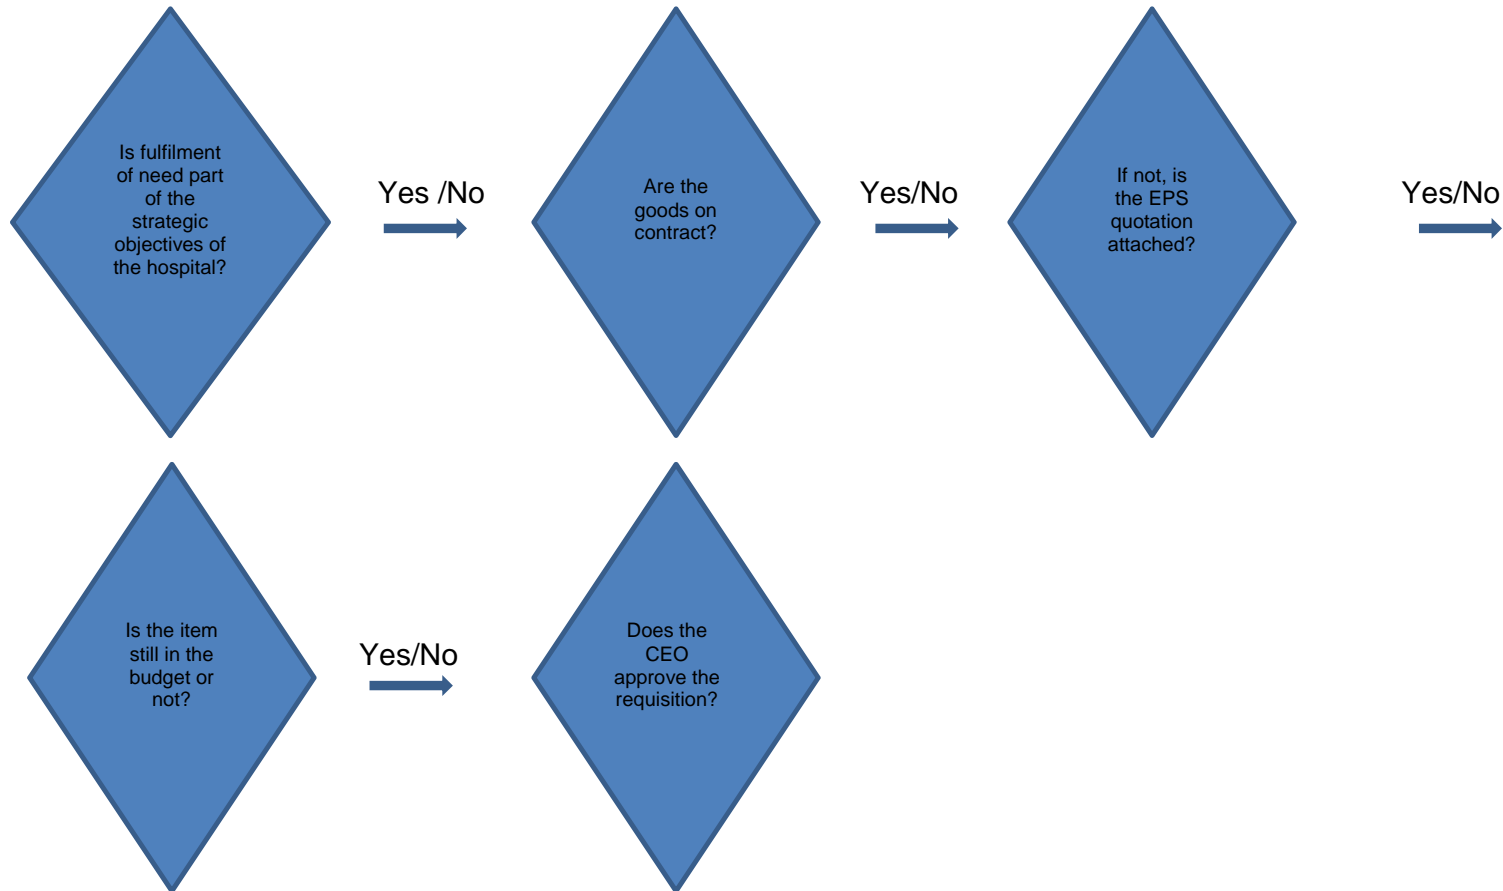 Is fulfilment
of need part
of the
strategic
objectives of
the hospital?
Yes /No
Are the
goods on
contract?
Yes/No
If not, is
the EPS
quotation
attached?
Yes/No
Is the item
still in the
budget or
not?
Yes/No
Does the
CEO
approve the
requisition?